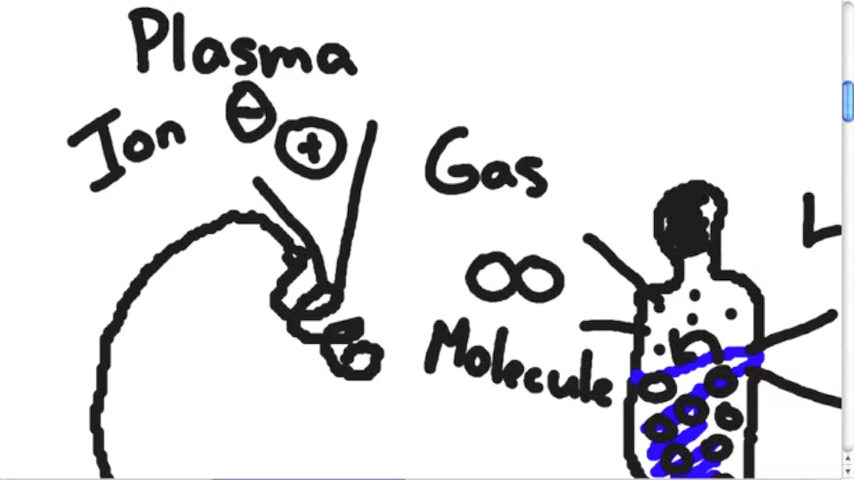 Plasma
Ion - +
Gas
Molecule
L